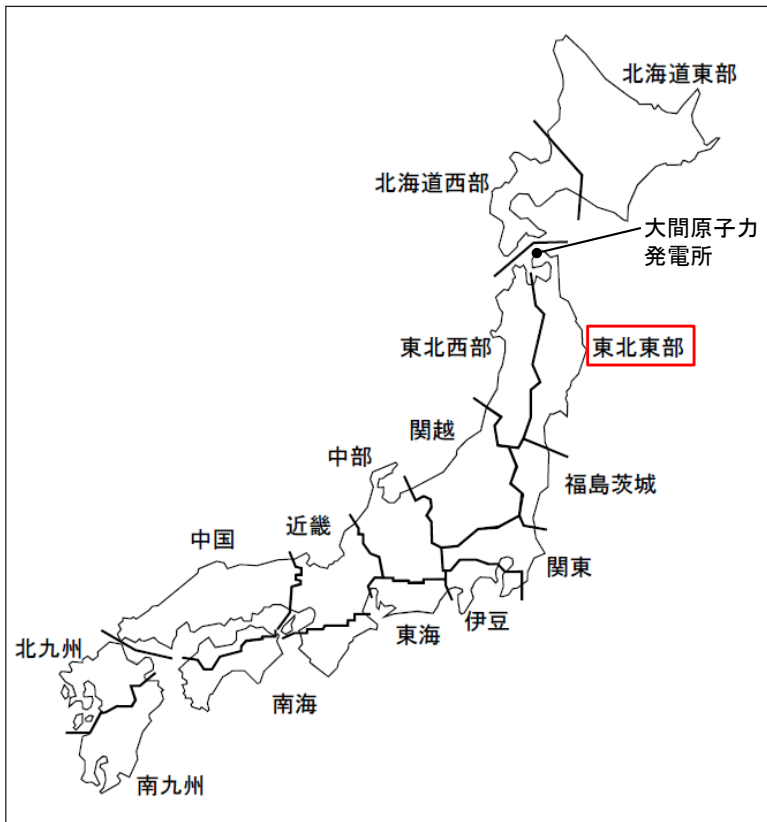 北海道東部
北海道西部
大間原子力
発電所
東北西部
東北東部
関越
中部
福島茨城
近畿
中国
関東
伊豆
東海
北九州
南海
南九州